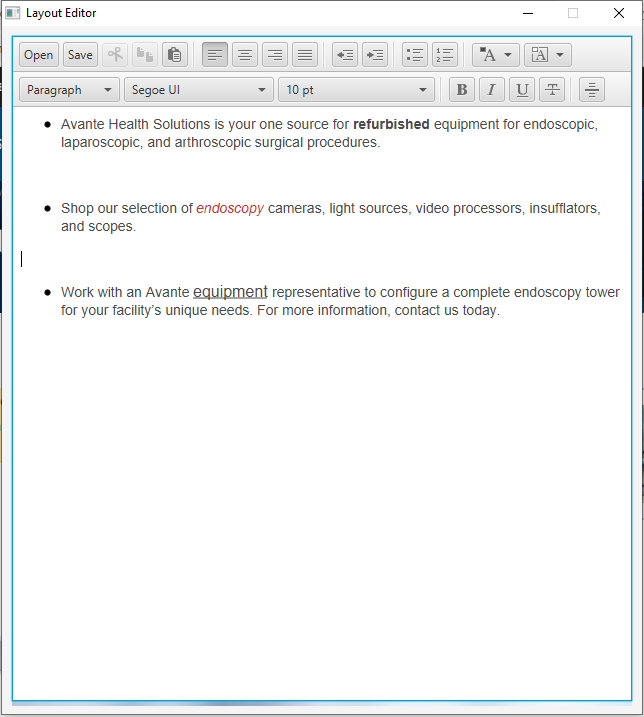 Layout Editor
Open Save
Paragraph Segoe UI 10 pt B I U T
• Avante Health Solutions is your one source for refurbished equipment for endoscopic,
laparoscopic, and arthroscopic surgical procedures.
• Shop our selection of endoscopy cameras, light sources, video processors, insufflators,
and scopes.
• Work with an Avante equipment representative to configure a complete endoscopy tower
for your facility’s unique needs. For more information, contact us today.